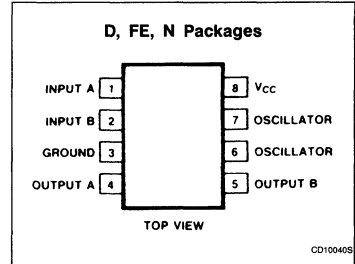 D, FE, N Packages
INPUT A 1
8 VCC
INPUT B 2
7 OSCILLATOR
GROUND 3
6 OSCILLATOR
OUTPUT A 4
5 OUTPUT B
TOP VIEW
CD10040S